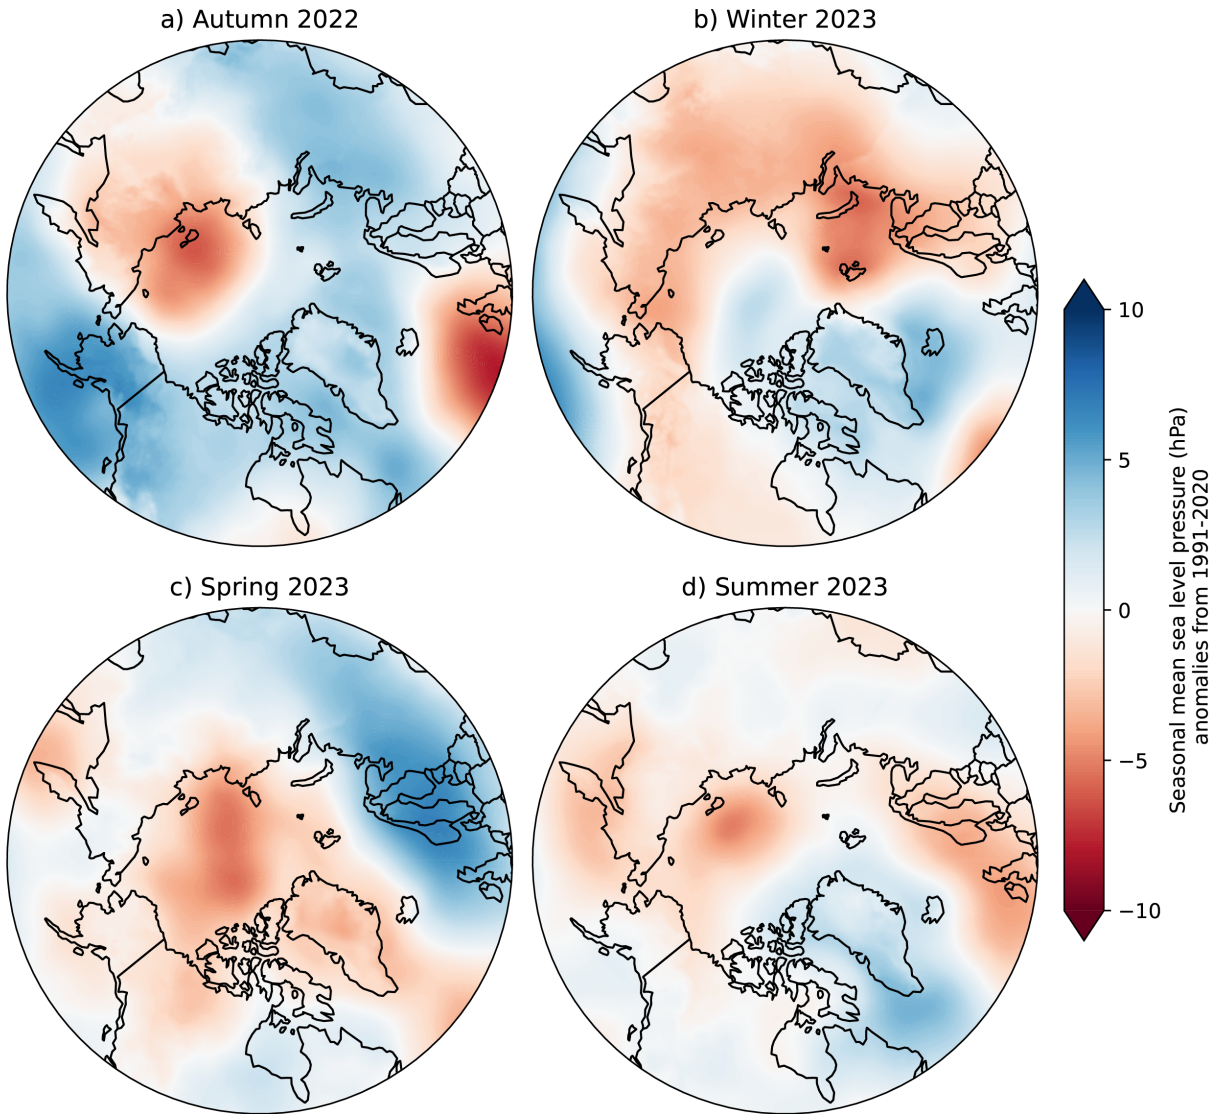 a) Autumn 2022
b) Winter 2023
c) Spring 2023
d) Summer 2023
10
5
0
−5
−10
Seasonal mean sea level pressure (hPa)
anomalies from 1991-2020